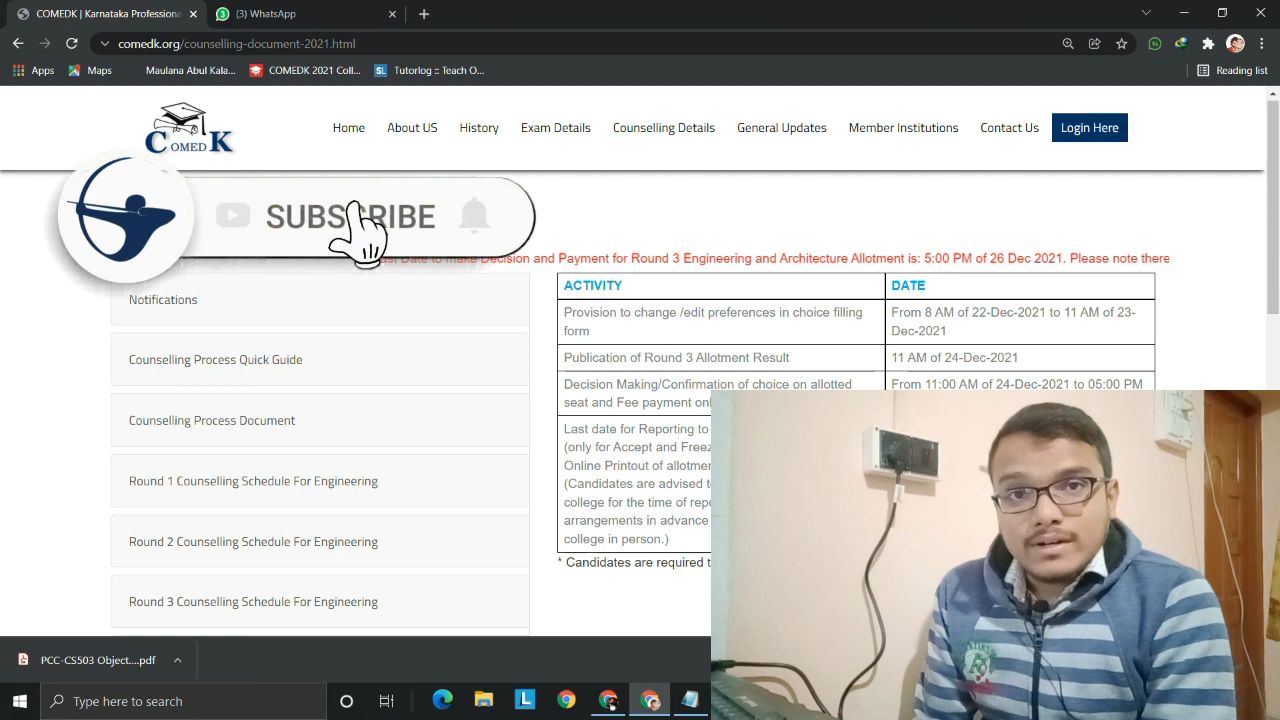 COMEDK | Karnataka Professiona
(3) WhatsApp
comedk.org/counselling-document-2021.html
Apps
Maps
Maulana Abul Kala...
COMEDK 2021 Coll...
SL Tutorlog :: Teach O...
Reading list
COMEDK
Home
About US
History
Exam Details
Counselling Details
General Updates
Member Institutions
Contact Us
Login Here
SUBSCRIBE
Date to make Decision and Payment for Round 3 Engineering and Architecture Allotment is: 5:00 PM of 26 Dec 2021. Please note there
Notifications
Counselling Process Quick Guide
Counselling Process Document
Round 1 Counselling Schedule For Engineering
Round 2 Counselling Schedule For Engineering
Round 3 Counselling Schedule For Engineering
ACTIVITY
DATE
Provision to change /edit preferences in choice filling
form
From 8 AM of 22-Dec-2021 to 11 AM of 23-
Dec-2021
Publication of Round 3 Allotment Result
11 AM of 24-Dec-2021
Decision Making/Confirmation of choice on allotted
seat and Fee payment onl
From 11:00 AM of 24-Dec-2021 to 05:00 PM
Last date for Reporting to
(only for Accept and Freez
Online Printout of allotmen
(Candidates are advised t
college for the time of repo
arrangements in advance
college in person.)
* Candidates are required t
PCC-CS503 Object....pdf
Type here to search